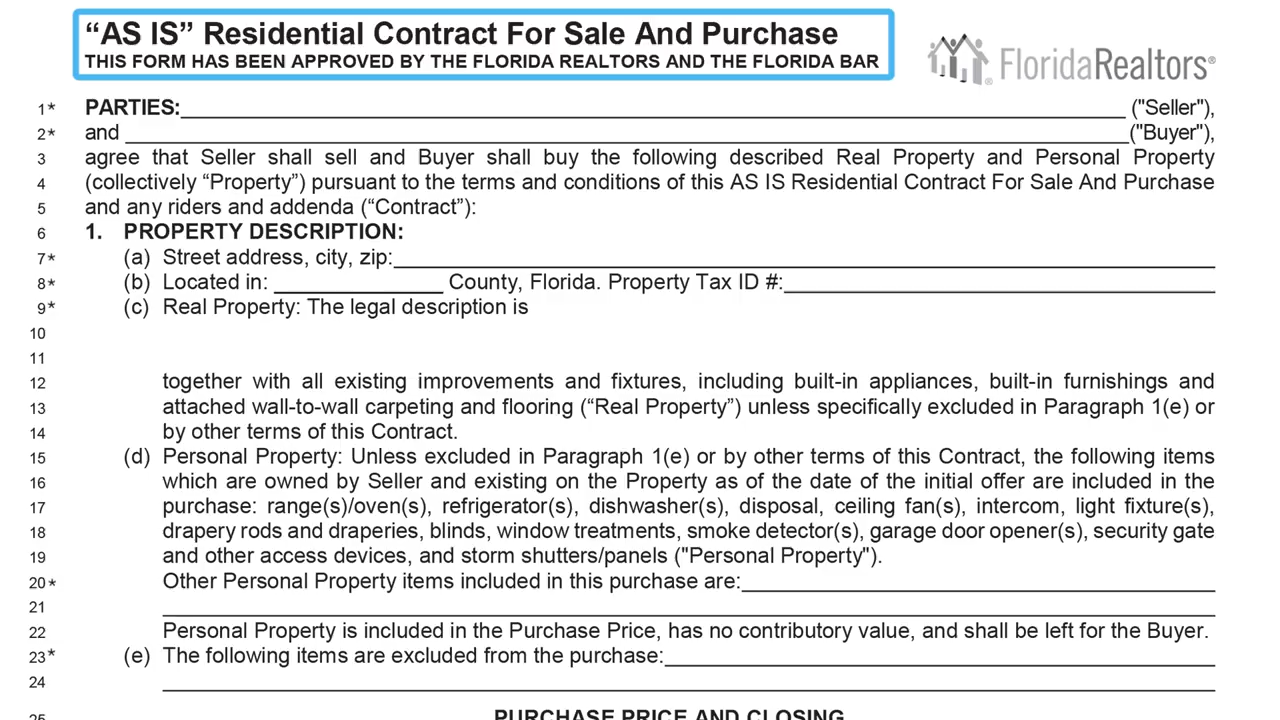 “AS IS” Residential Contract For Sale And Purchase
THIS FORM HAS BEEN APPROVED BY THE FLORIDA REALTORS AND THE FLORIDA BAR
FloridaRealtors®
1* PARTIES: ("Seller"),
2* and ("Buyer"),
3 agree that Seller shall sell and Buyer shall buy the following described Real Property and Personal Property
4 (collectively “Property”) pursuant to the terms and conditions of this AS IS Residential Contract For Sale And Purchase
5 and any riders and addenda (“Contract”):
6 1. PROPERTY DESCRIPTION:
7* (a) Street address, city, zip:
8* (b) Located in: County, Florida. Property Tax ID #:
9* (c) Real Property: The legal description is
10
11
12 together with all existing improvements and fixtures, including built-in appliances, built-in furnishings and
13 attached wall-to-wall carpeting and flooring (“Real Property”) unless specifically excluded in Paragraph 1(e) or
14 by other terms of this Contract.
15 (d) Personal Property: Unless excluded in Paragraph 1(e) or by other terms of this Contract, the following items
16 which are owned by Seller and existing on the Property as of the date of the initial offer are included in the
17 purchase: range(s)/oven(s), refrigerator(s), dishwasher(s), disposal, ceiling fan(s), intercom, light fixture(s),
18 drapery rods and draperies, blinds, window treatments, smoke detector(s), garage door opener(s), security gate
19 and other access devices, and storm shutters/panels ("Personal Property").
20* Other Personal Property items included in this purchase are:
21
22 Personal Property is included in the Purchase Price, has no contributory value, and shall be left for the Buyer.
23* (e) The following items are excluded from the purchase:
24
25 PURCHASE PRICE AND CLOSING